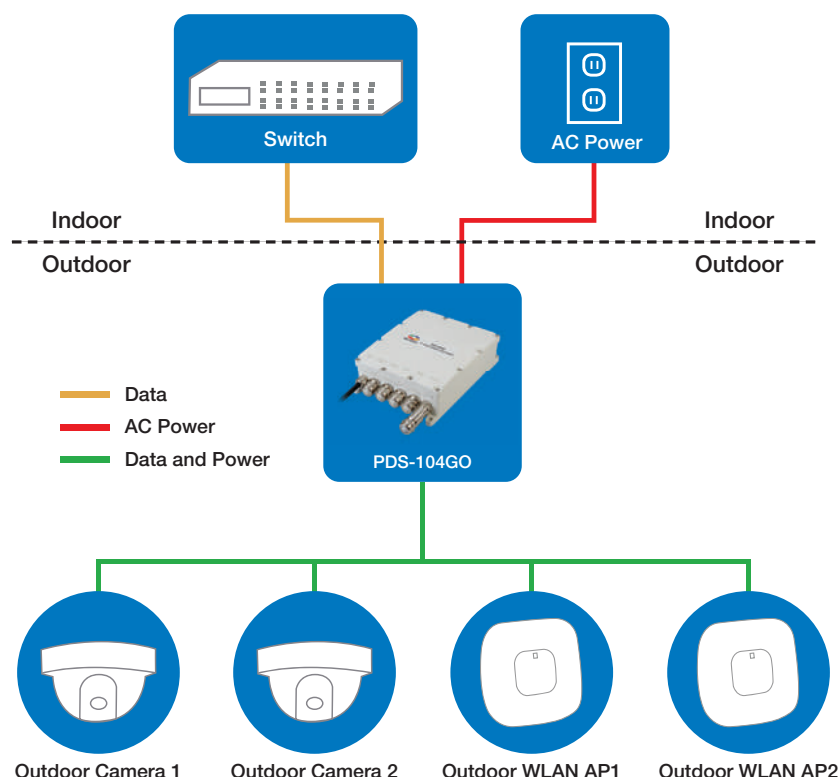 Switch
AC Power
Indoor
Indoor
Outdoor
Outdoor
Data
AC Power
Data and Power
PDS-104GO
Outdoor Camera 1
Outdoor Camera 2
Outdoor WLAN AP1
Outdoor WLAN AP2